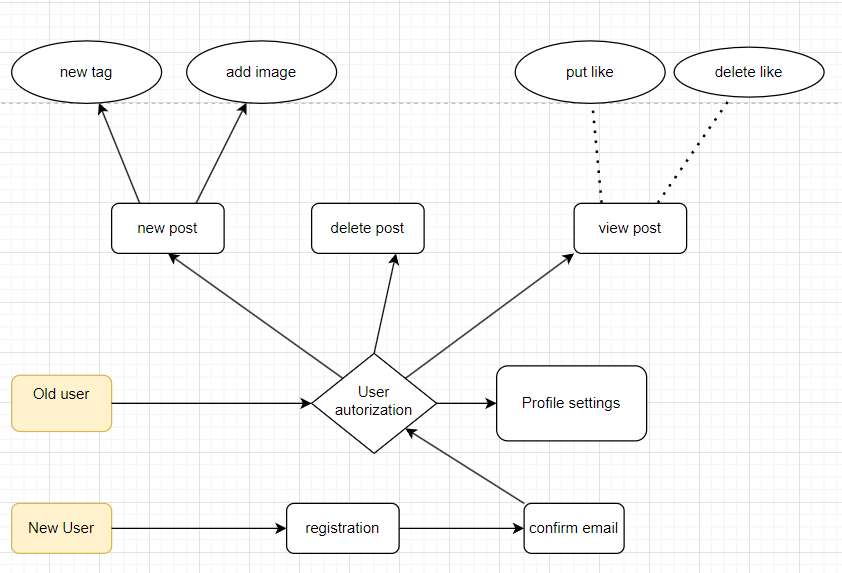 new tag
add image
put like
delete like
new post
delete post
view post
Old user
User
autorization
Profile settings
New User
registration
confirm email